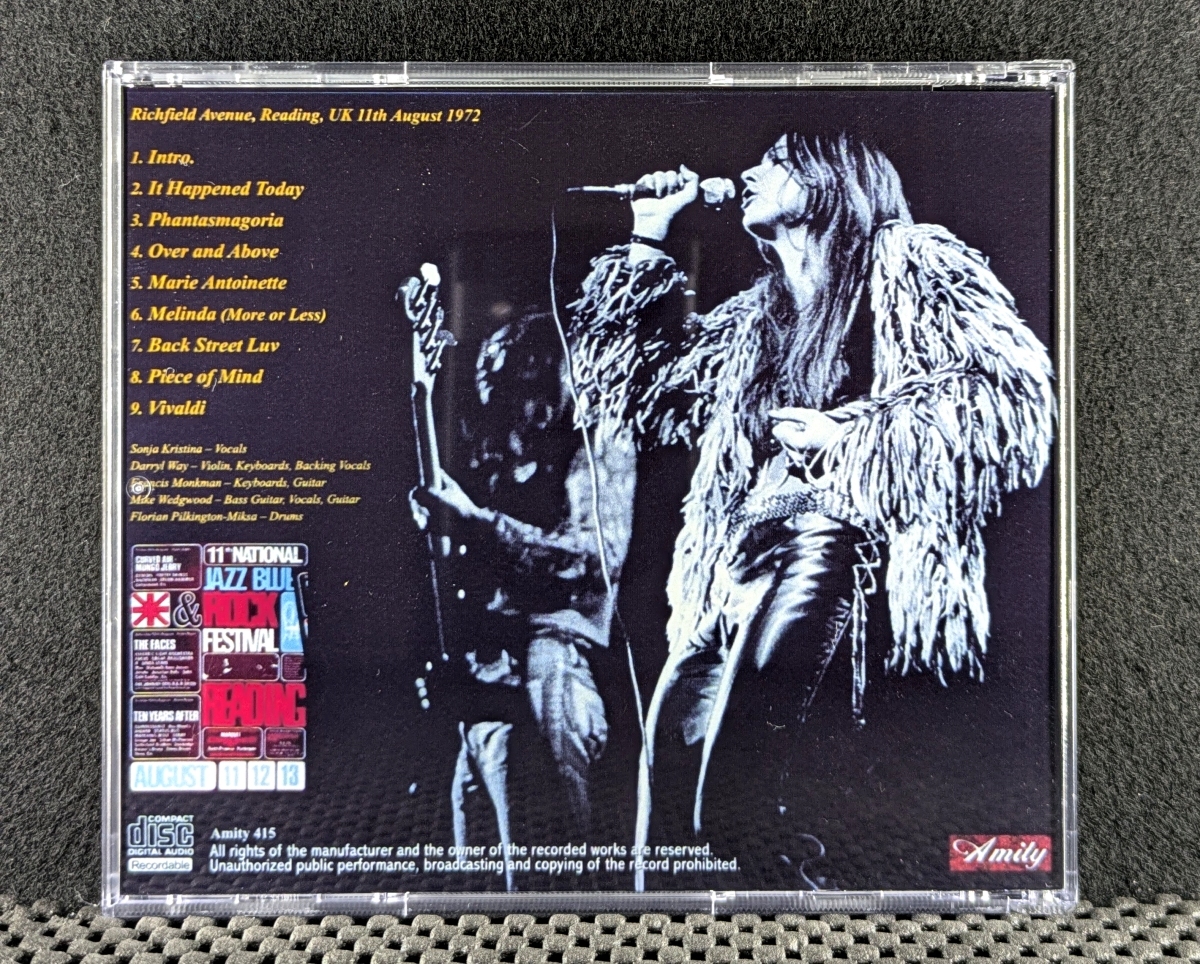 Richfield Avenue, Reading, UK 11th August 1972
1. Intro.
2. It Happened Today
3. Phantasmagoria
4. Over and Above
5. Marie Antoinette
6. Melinda (More or Less)
7. Back Street Luv
8. Piece of Mind
9. Vivaldi
Sonja Kristina – Vocals
Darryl Way – Violin, Keyboards, Backing Vocals
Francis Monkman – Keyboards, Guitar
Mike Wedgwood – Bass Guitar, Vocals, Guitar
Florian Pilkington-Miksa – Drums
CURVED AIR
MUNGO JERRY
11TH NATIONAL
JAZZ BLUE
& ROCK
FESTIVAL
THE FACES
READING
TEN YEARS AFTER
AUGUST 11 12 13
COMPACT
disc
DIGITAL AUDIO
Recordable
Amity 415
All rights of the manufacturer and the owner of the recorded works are reserved.
Unauthorized public performance, broadcasting and copying of the record prohibited.
Amity